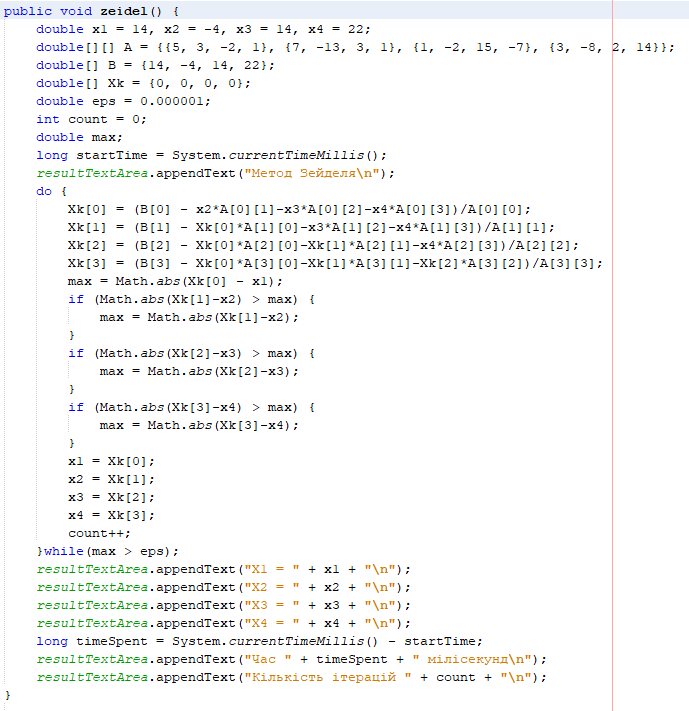 public void zeidel() {
    double x1 = 14, x2 = -4, x3 = 14, x4 = 22;
    double[][] A = {{5, 3, -2, 1}, {7, -13, 3, 1}, {1, -2, 15, -7}, {3, -8, 2, 14}};
    double[] B = {14, -4, 14, 22};
    double[] Xk = {0, 0, 0, 0};
    double eps = 0.000001;
    int count = 0;
    double max;
    long startTime = System.currentTimeMillis();
    resultTextArea.appendText("Метод Зейделя\n");
    do {
        Xk[0] = (B[0] - x2*A[0][1]-x3*A[0][2]-x4*A[0][3])/A[0][0];
        Xk[1] = (B[1] - Xk[0]*A[1][0]-x3*A[1][2]-x4*A[1][3])/A[1][1];
        Xk[2] = (B[2] - Xk[0]*A[2][0]-Xk[1]*A[2][1]-x4*A[2][3])/A[2][2];
        Xk[3] = (B[3] - Xk[0]*A[3][0]-Xk[1]*A[3][1]-Xk[2]*A[3][2])/A[3][3];
        max = Math.abs(Xk[0] - x1);
        if (Math.abs(Xk[1]-x2) > max) {
            max = Math.abs(Xk[1]-x2);
        }
        if (Math.abs(Xk[2]-x3) > max) {
            max = Math.abs(Xk[2]-x3);
        }
        if (Math.abs(Xk[3]-x4) > max) {
            max = Math.abs(Xk[3]-x4);
        }
        x1 = Xk[0];
        x2 = Xk[1];
        x3 = Xk[2];
        x4 = Xk[3];
        count++;
    }while(max > eps);
    resultTextArea.appendText("X1 = " + x1 + "\n");
    resultTextArea.appendText("X2 = " + x2 + "\n");
    resultTextArea.appendText("X3 = " + x3 + "\n");
    resultTextArea.appendText("X4 = " + x4 + "\n");
    long timeSpent = System.currentTimeMillis() - startTime;
    resultTextArea.appendText("Час " + timeSpent + " мілісекунд\n");
    resultTextArea.appendText("Кількість ітерацій " + count + "\n");
}